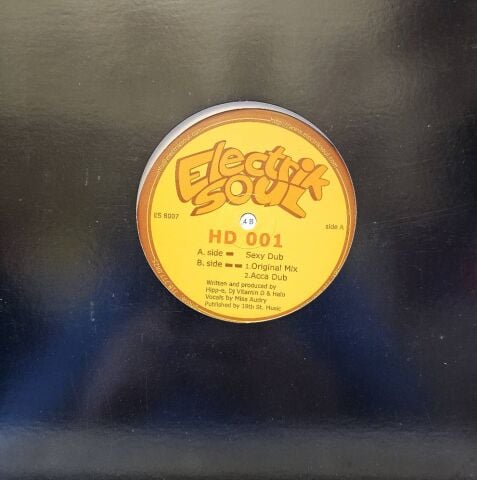 Electrik
SOUL
ES 8007
4 B
side A
HD 001
A. side Sexy Dub
B. side 1.Original Mix
2.Acca Dub
Written and produced by
Hipp-e, Dj Vitamin D & Halo
Vocals by Miss Audry
Published by 19th St. Music